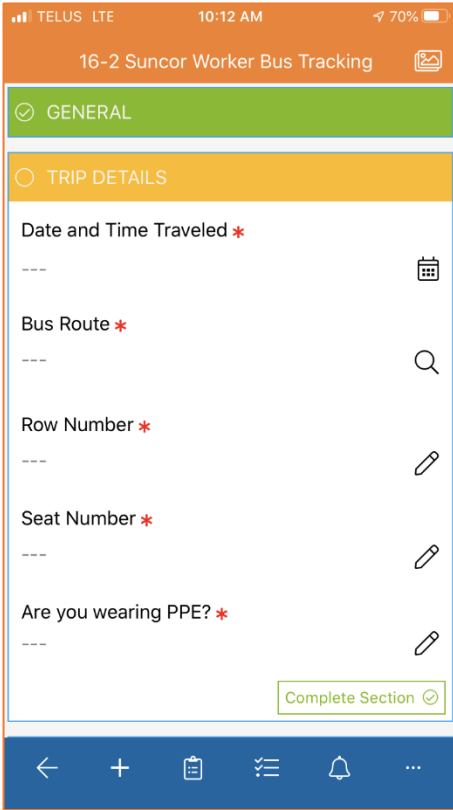 TELUS LTE 10:12 AM 70%
16-2 Suncor Worker Bus Tracking
GENERAL
TRIP DETAILS
Date and Time Traveled *
---
Bus Route *
---
Row Number *
---
Seat Number *
---
Are you wearing PPE? *
---
Complete Section